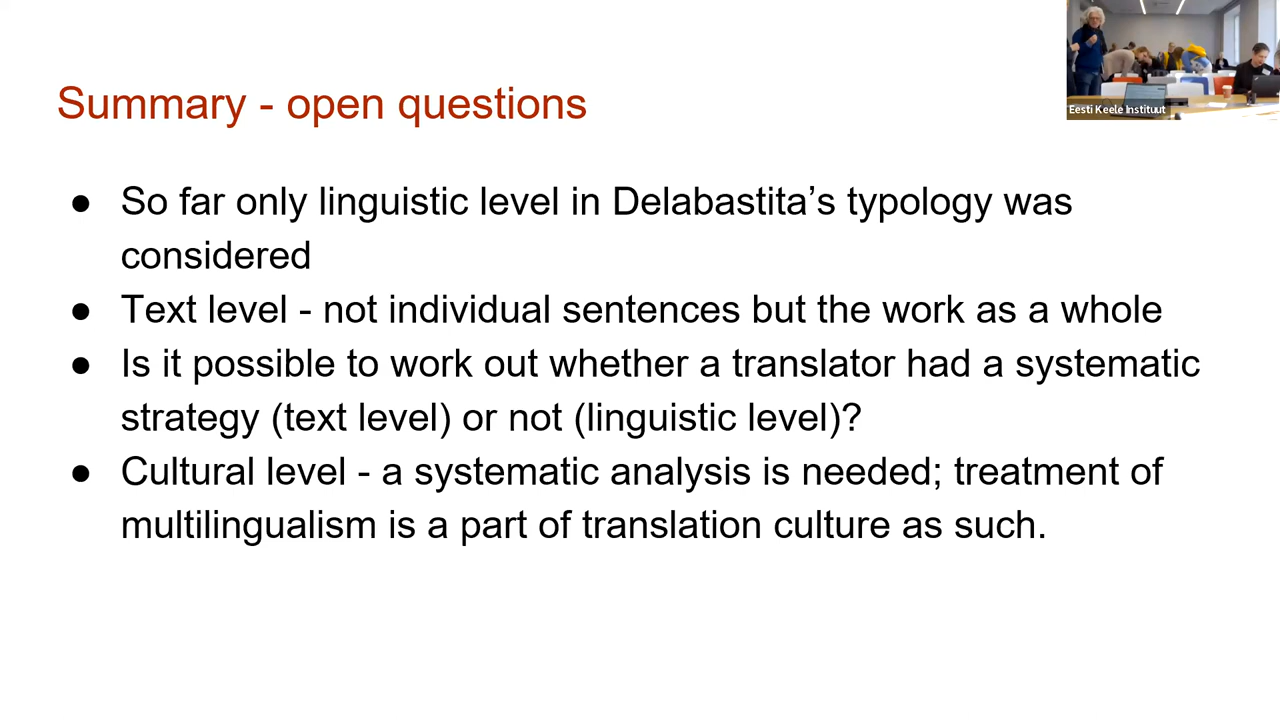 Summary - open questions
Eesti Keele Instituut
● So far only linguistic level in Delabastita’s typology was
considered
● Text level - not individual sentences but the work as a whole
● Is it possible to work out whether a translator had a systematic
strategy (text level) or not (linguistic level)?
● Cultural level - a systematic analysis is needed; treatment of
multilingualism is a part of translation culture as such.